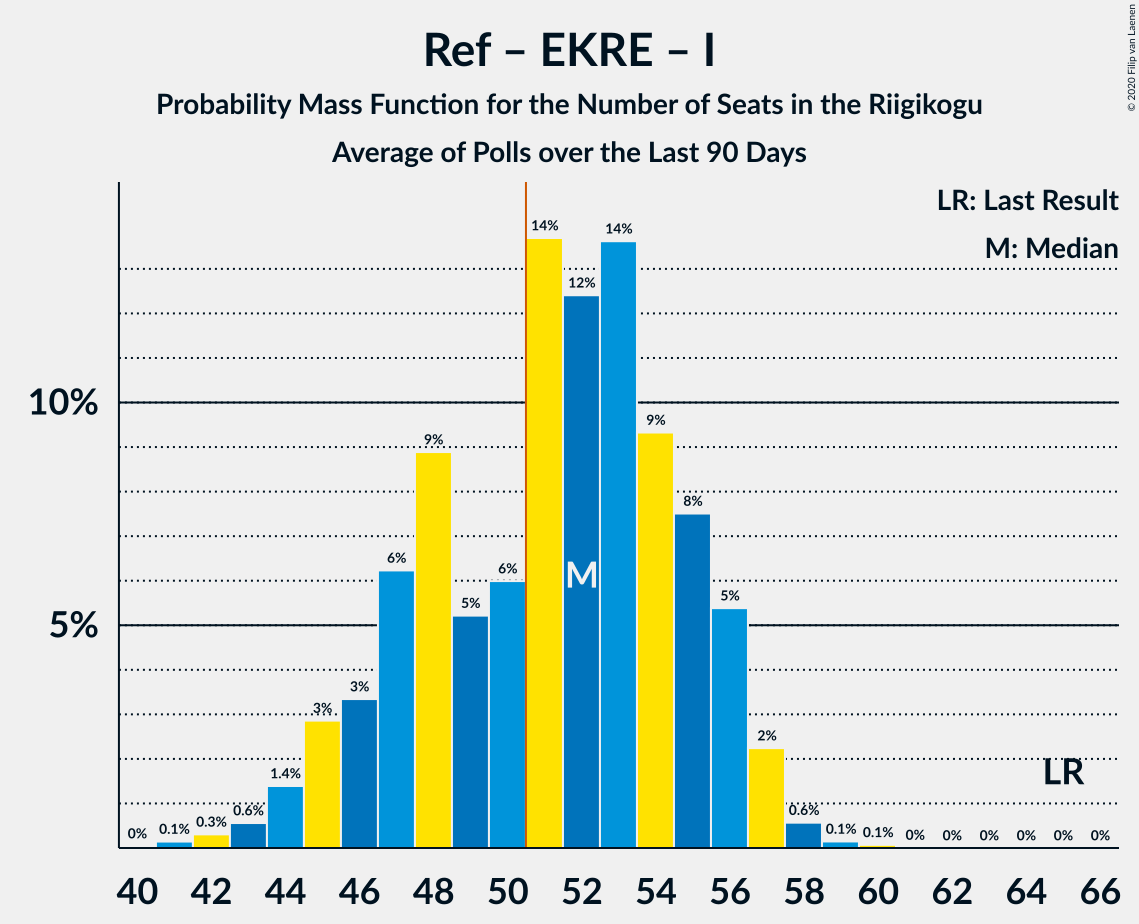 Ref – EKRE – I
Probability Mass Function for the Number of Seats in the Riigikogu
Average of Polls over the Last 90 Days
© 2020 Filip van Laenen
LR: Last Result
M: Median
10%
5%
0% 0.1% 0.3% 0.6% 1.4% 3% 3% 6% 9% 5% 6% 14% 12% 14% 9% 8% 5% 2% 0.6% 0.1% 0.1% 0% 0% 0% 0% 0% 0%
M
LR
40 42 44 46 48 50 52 54 56 58 60 62 64 66